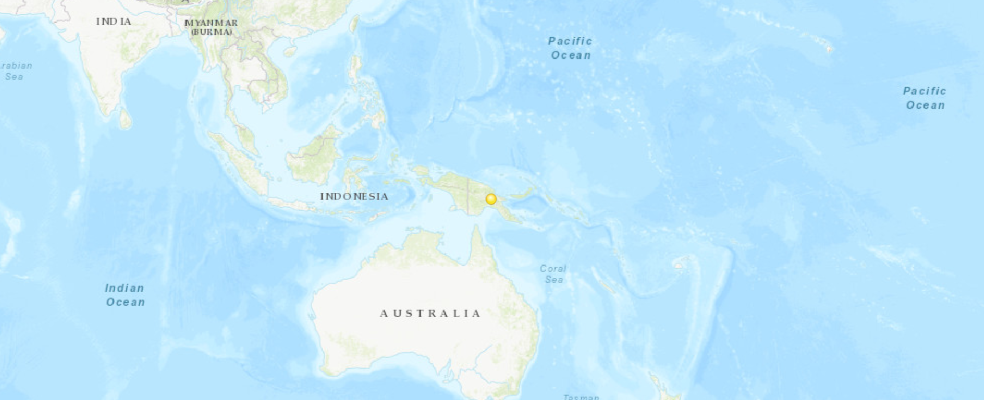 INDIA
MYANMAR
(BURMA)
Pacific
Ocean
Arabian
Sea
Pacific
Ocean
INDONESIA
Coral
Sea
Indian
Ocean
AUSTRALIA
Tasman